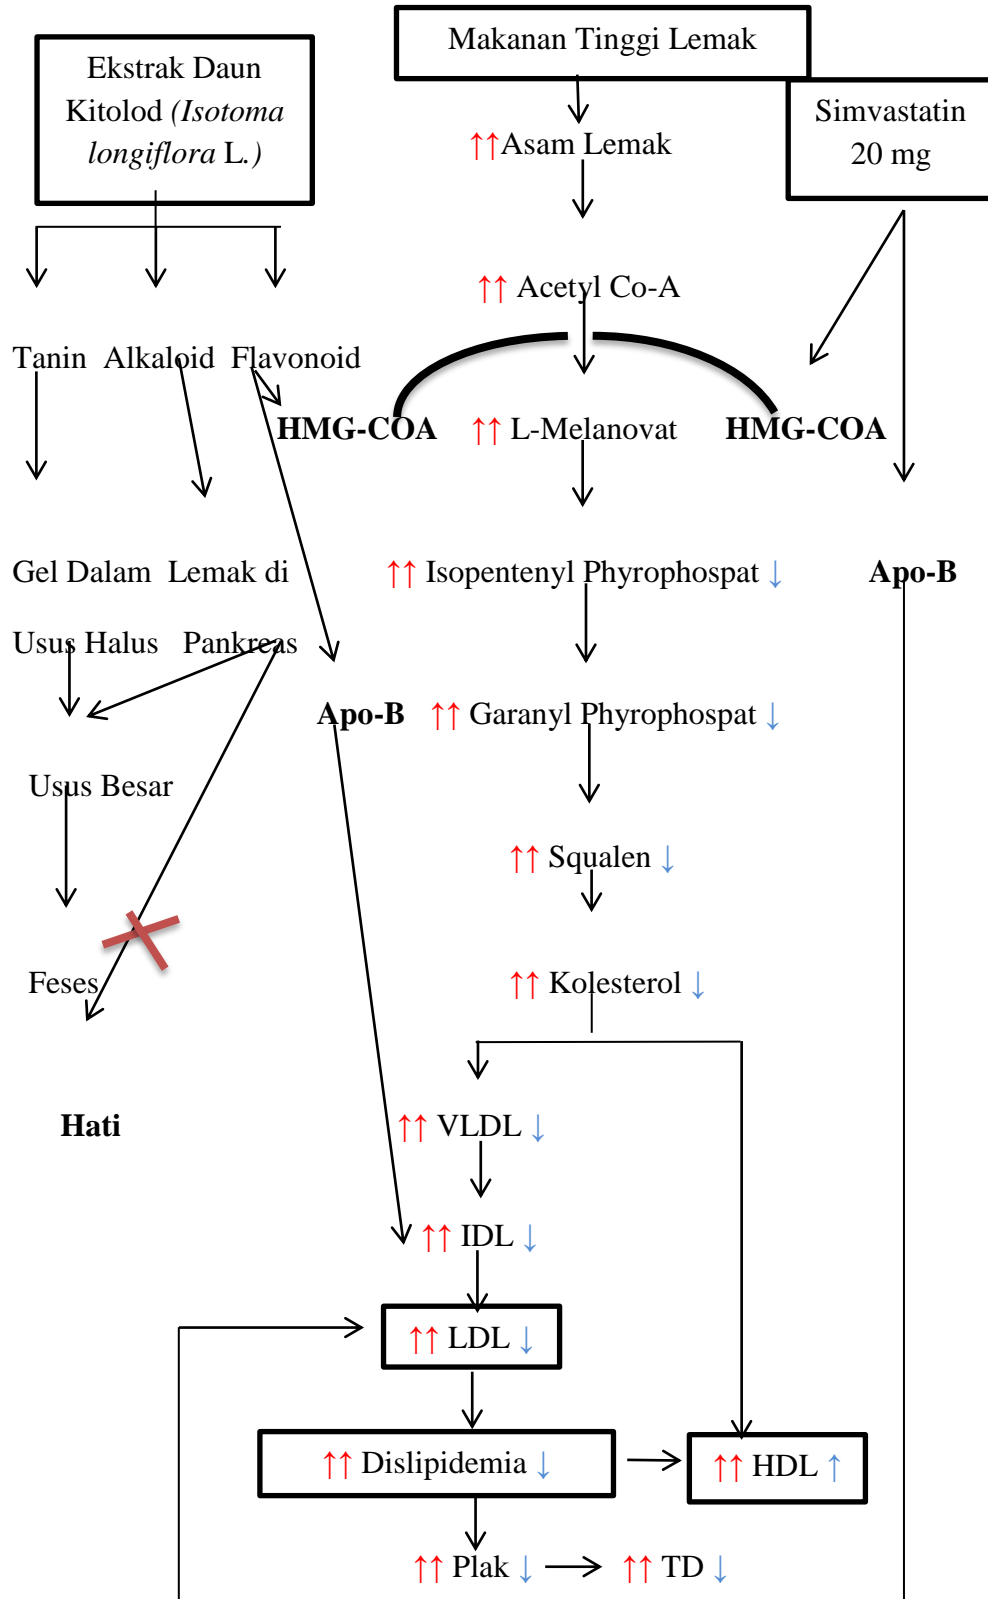 Makanan Tinggi Lemak
Ekstrak Daun
Kitolod (Isotoma
longiflora L.)
Simvastatin
20 mg
↑↑Asam Lemak
↑↑ Acetyl Co-A
Tanin Alkaloid Flavonoid
HMG-COA ↑↑ L-Melanovat HMG-COA
Gel Dalam Lemak di ↑↑ Isopentenyl Phyrophospat ↓ Apo-B
Usus Halus Pankreas
Apo-B ↑↑ Garanyl Phyrophospat ↓
Usus Besar
↑↑ Squalen ↓
Feses ↑↑ Kolesterol ↓
Hati ↑↑ VLDL ↓
↑↑ IDL ↓
↑↑ LDL ↓
↑↑ Dislipidemia ↓ ↑↑ HDL ↑
↑↑ Plak ↓ ↑↑ TD ↓